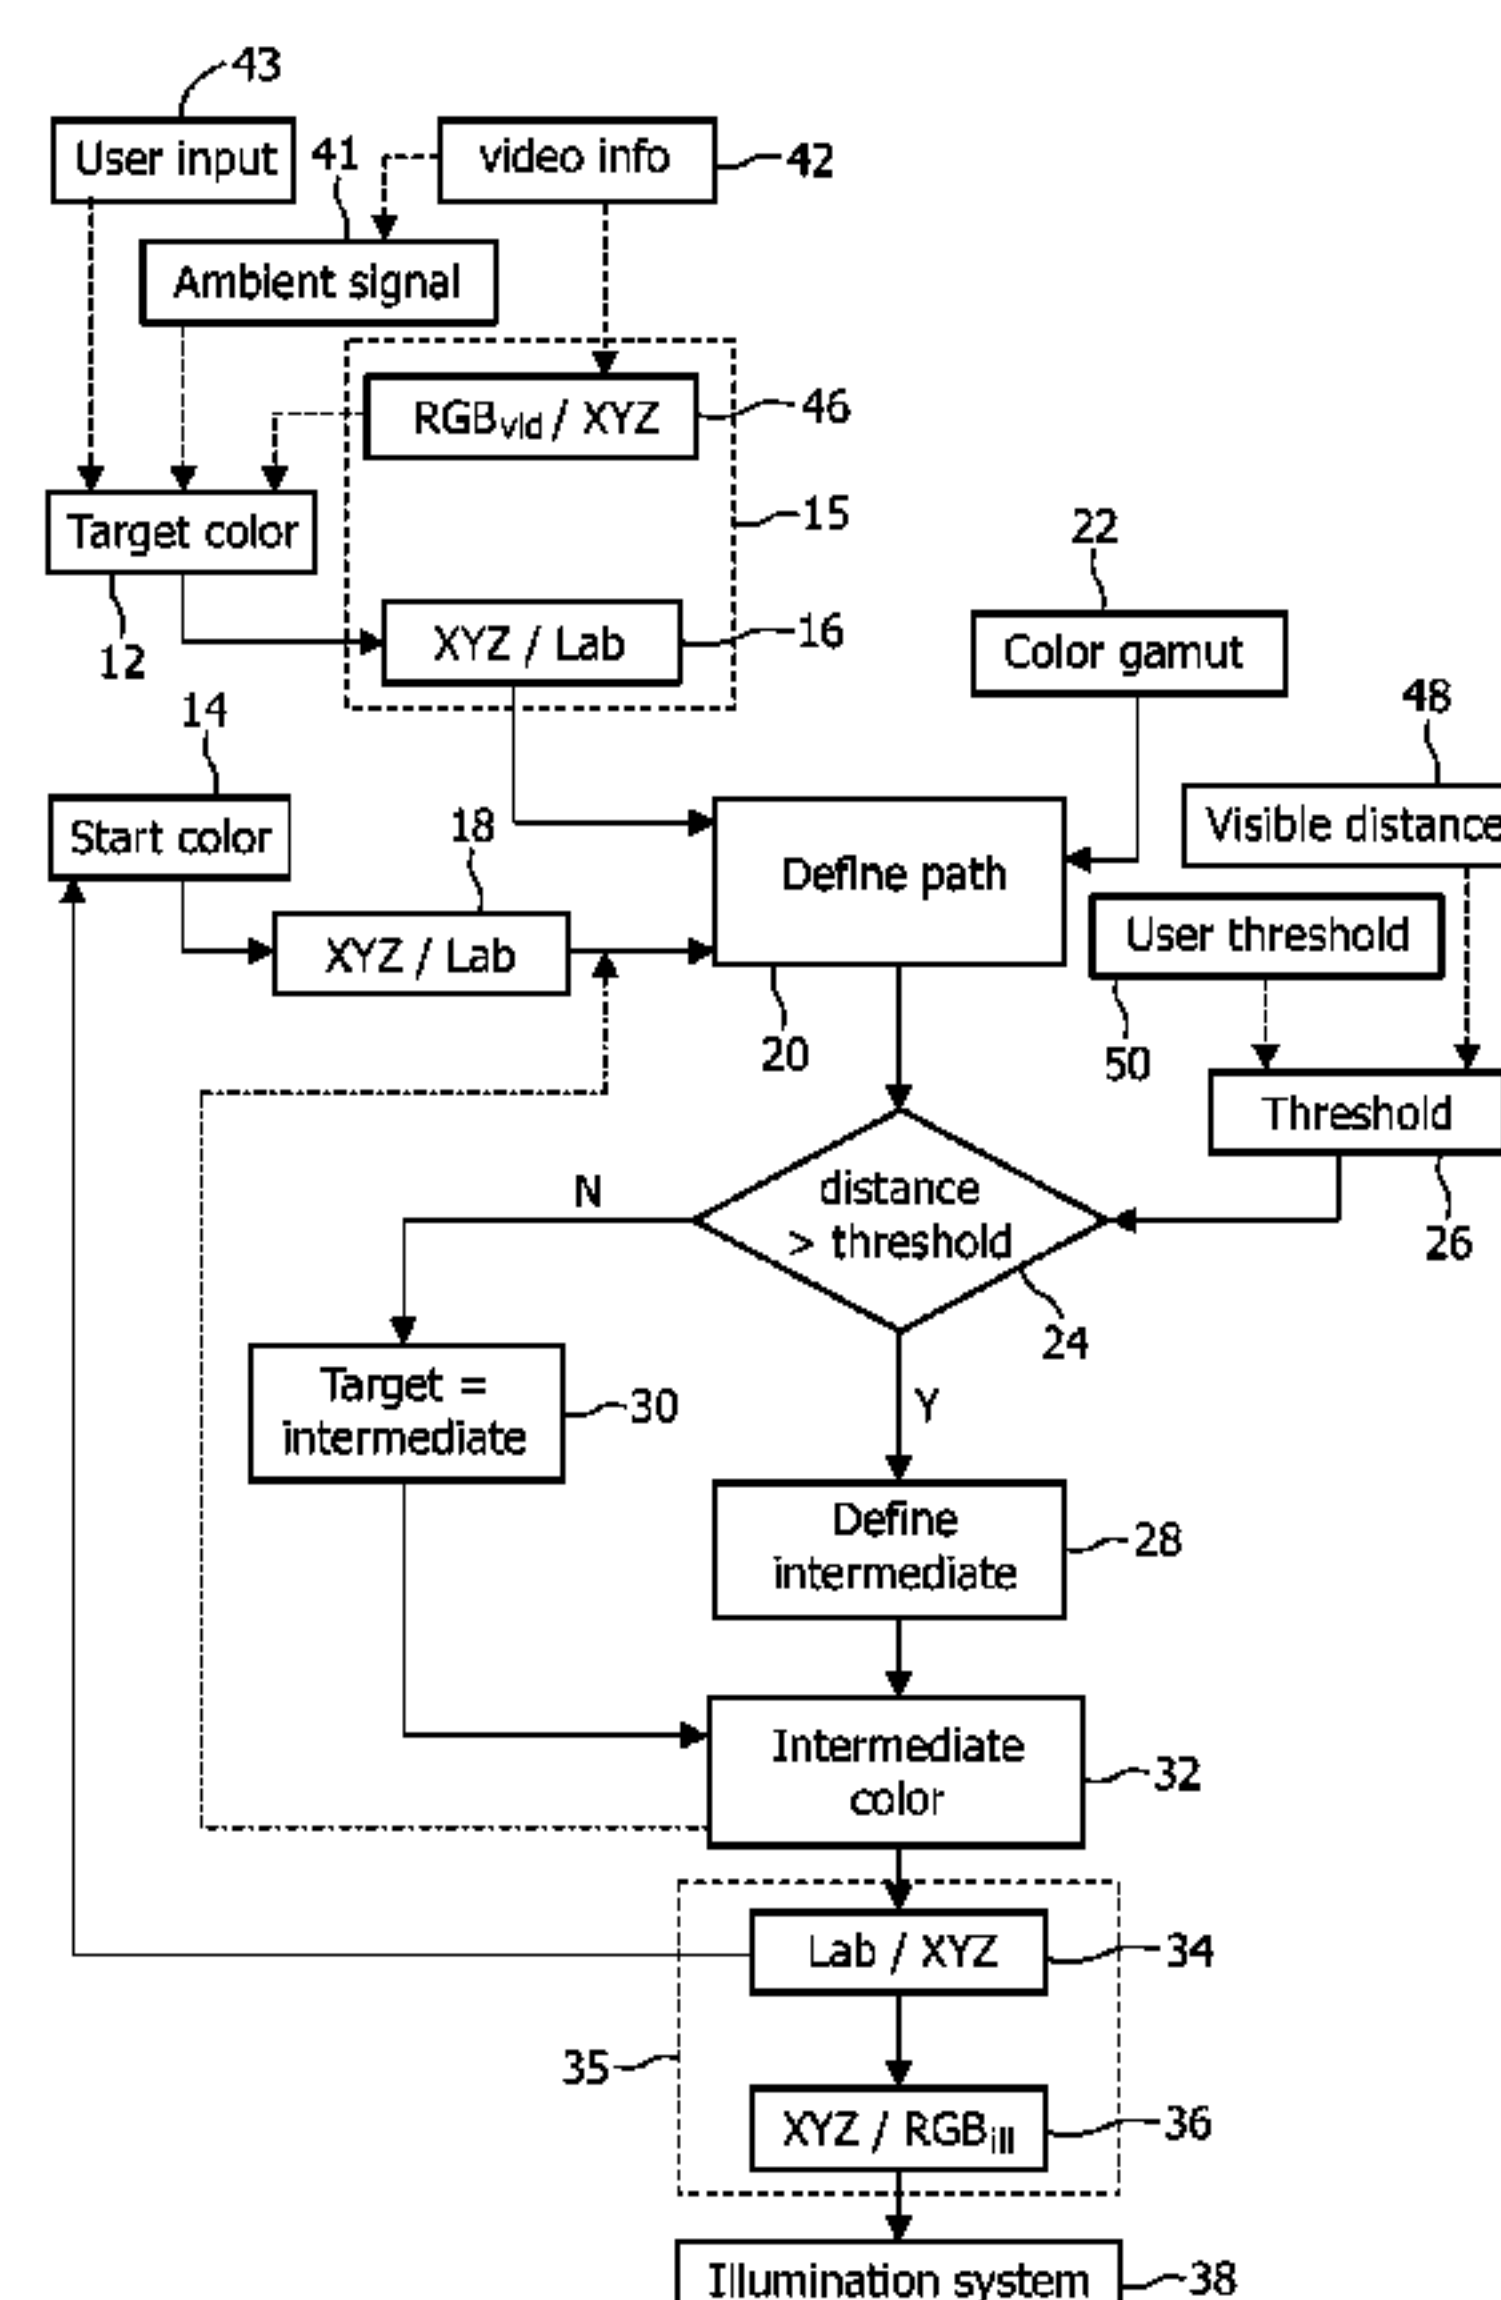 43
User input
41
video info
42
Ambient signal
RGBvid / XYZ
46
15
Target color
12
XYZ / Lab
16
22
Color gamut
14
Start color
18
XYZ / Lab
48
Visible distance
Define path
20
User threshold
50
Threshold
26
distance
> threshold
24
N
Y
Target =
intermediate
30
Define
intermediate
28
Intermediate
color
32
Lab / XYZ
34
35
XYZ / RGBill
36
Illumination system
38